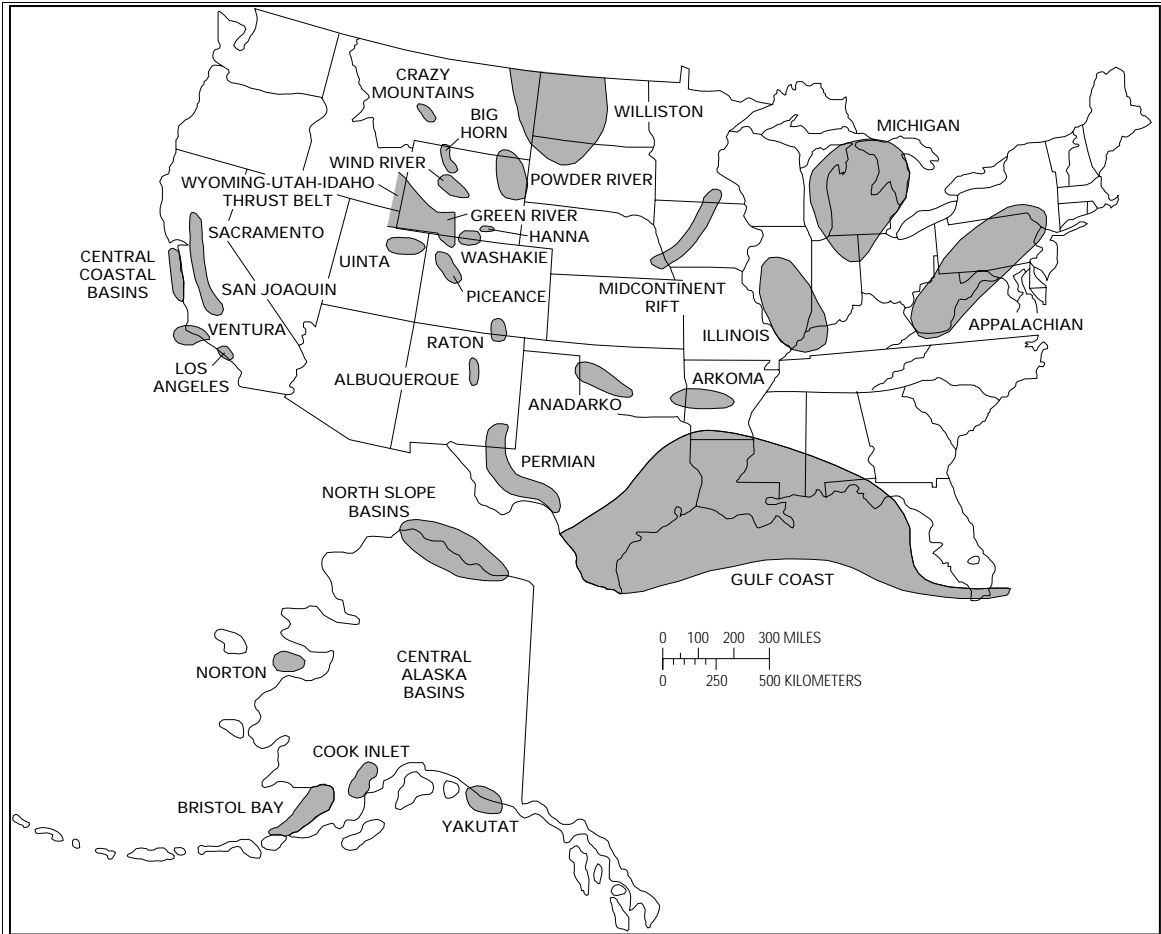 CRAZY
MOUNTAINS
BIG
HORN
WILLISTON
MICHIGAN
WIND RIVER
WYOMING-UTAH-IDAHO
THRUST BELT
POWDER RIVER
GREEN RIVER
HANNA
SACRAMENTO
UINTA
WASHAKIE
CENTRAL
COASTAL
BASINS
SAN JOAQUIN
PICEANCE
MIDCONTINENT
RIFT
VENTURA
ILLINOIS
APPALACHIAN
RATON
LOS
ANGELES
ALBUQUERQUE
ARKOMA
ANADARKO
PERMIAN
NORTH SLOPE
BASINS
GULF COAST
0 100 200 300 MILES
0 250 500 KILOMETERS
NORTON
CENTRAL
ALASKA
BASINS
COOK INLET
BRISTOL BAY
YAKUTAT